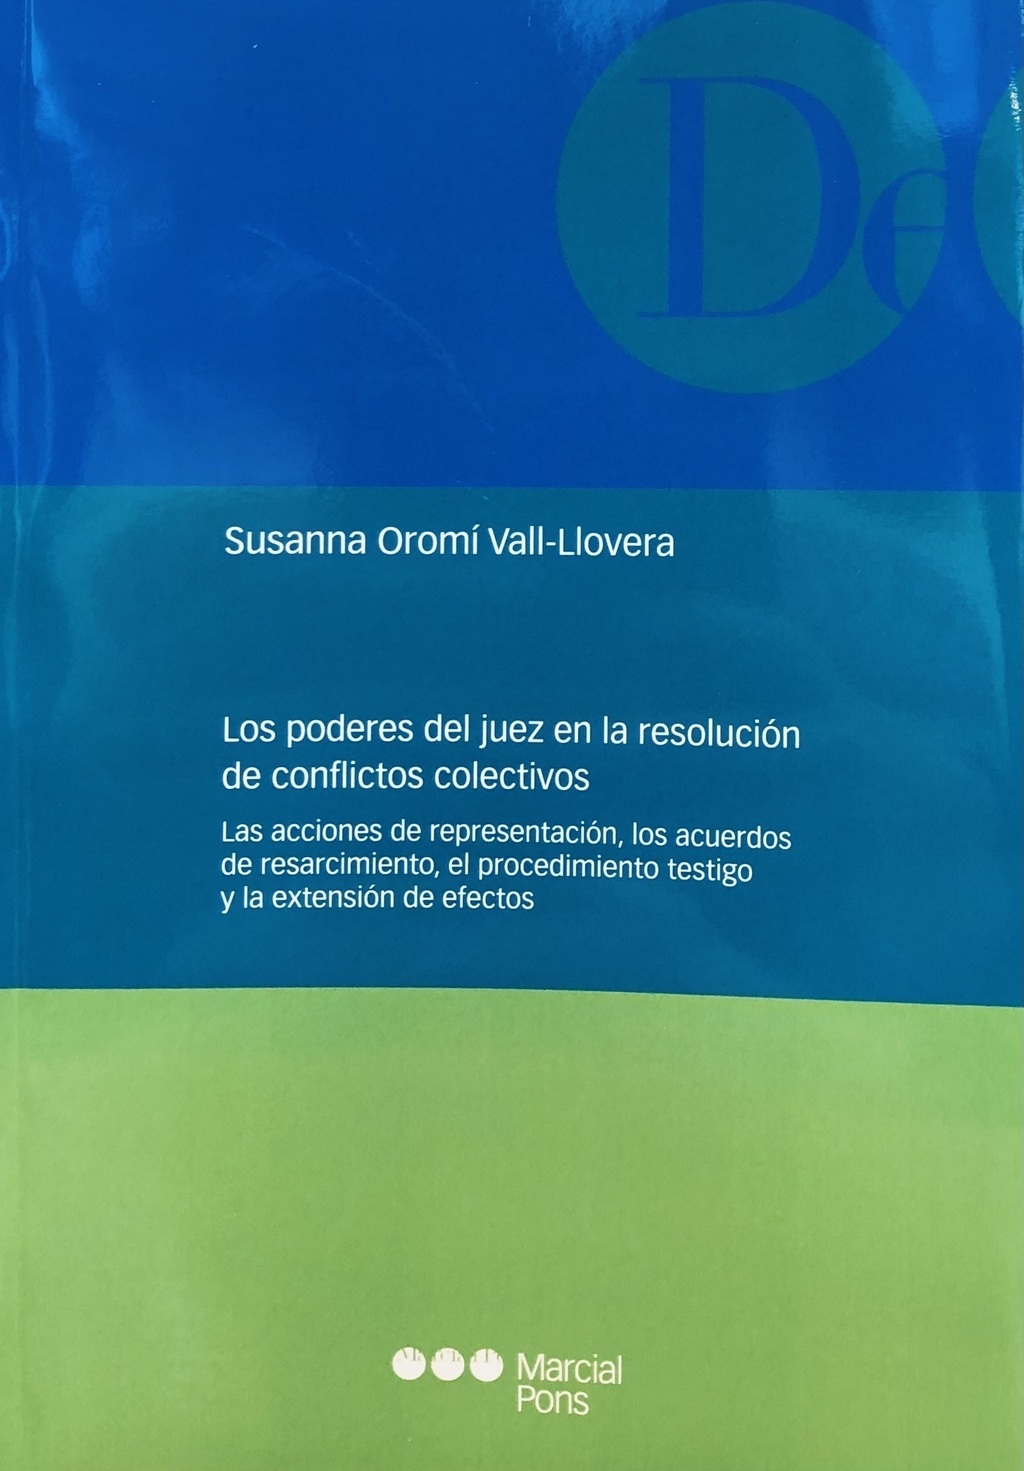 De
Susanna Oromí Vall-Llovera
Los poderes del juez en la resolución
de conflictos colectivos
Las acciones de representación, los acuerdos
de resarcimiento, el procedimiento testigo
y la extensión de efectos
Marcial
Pons